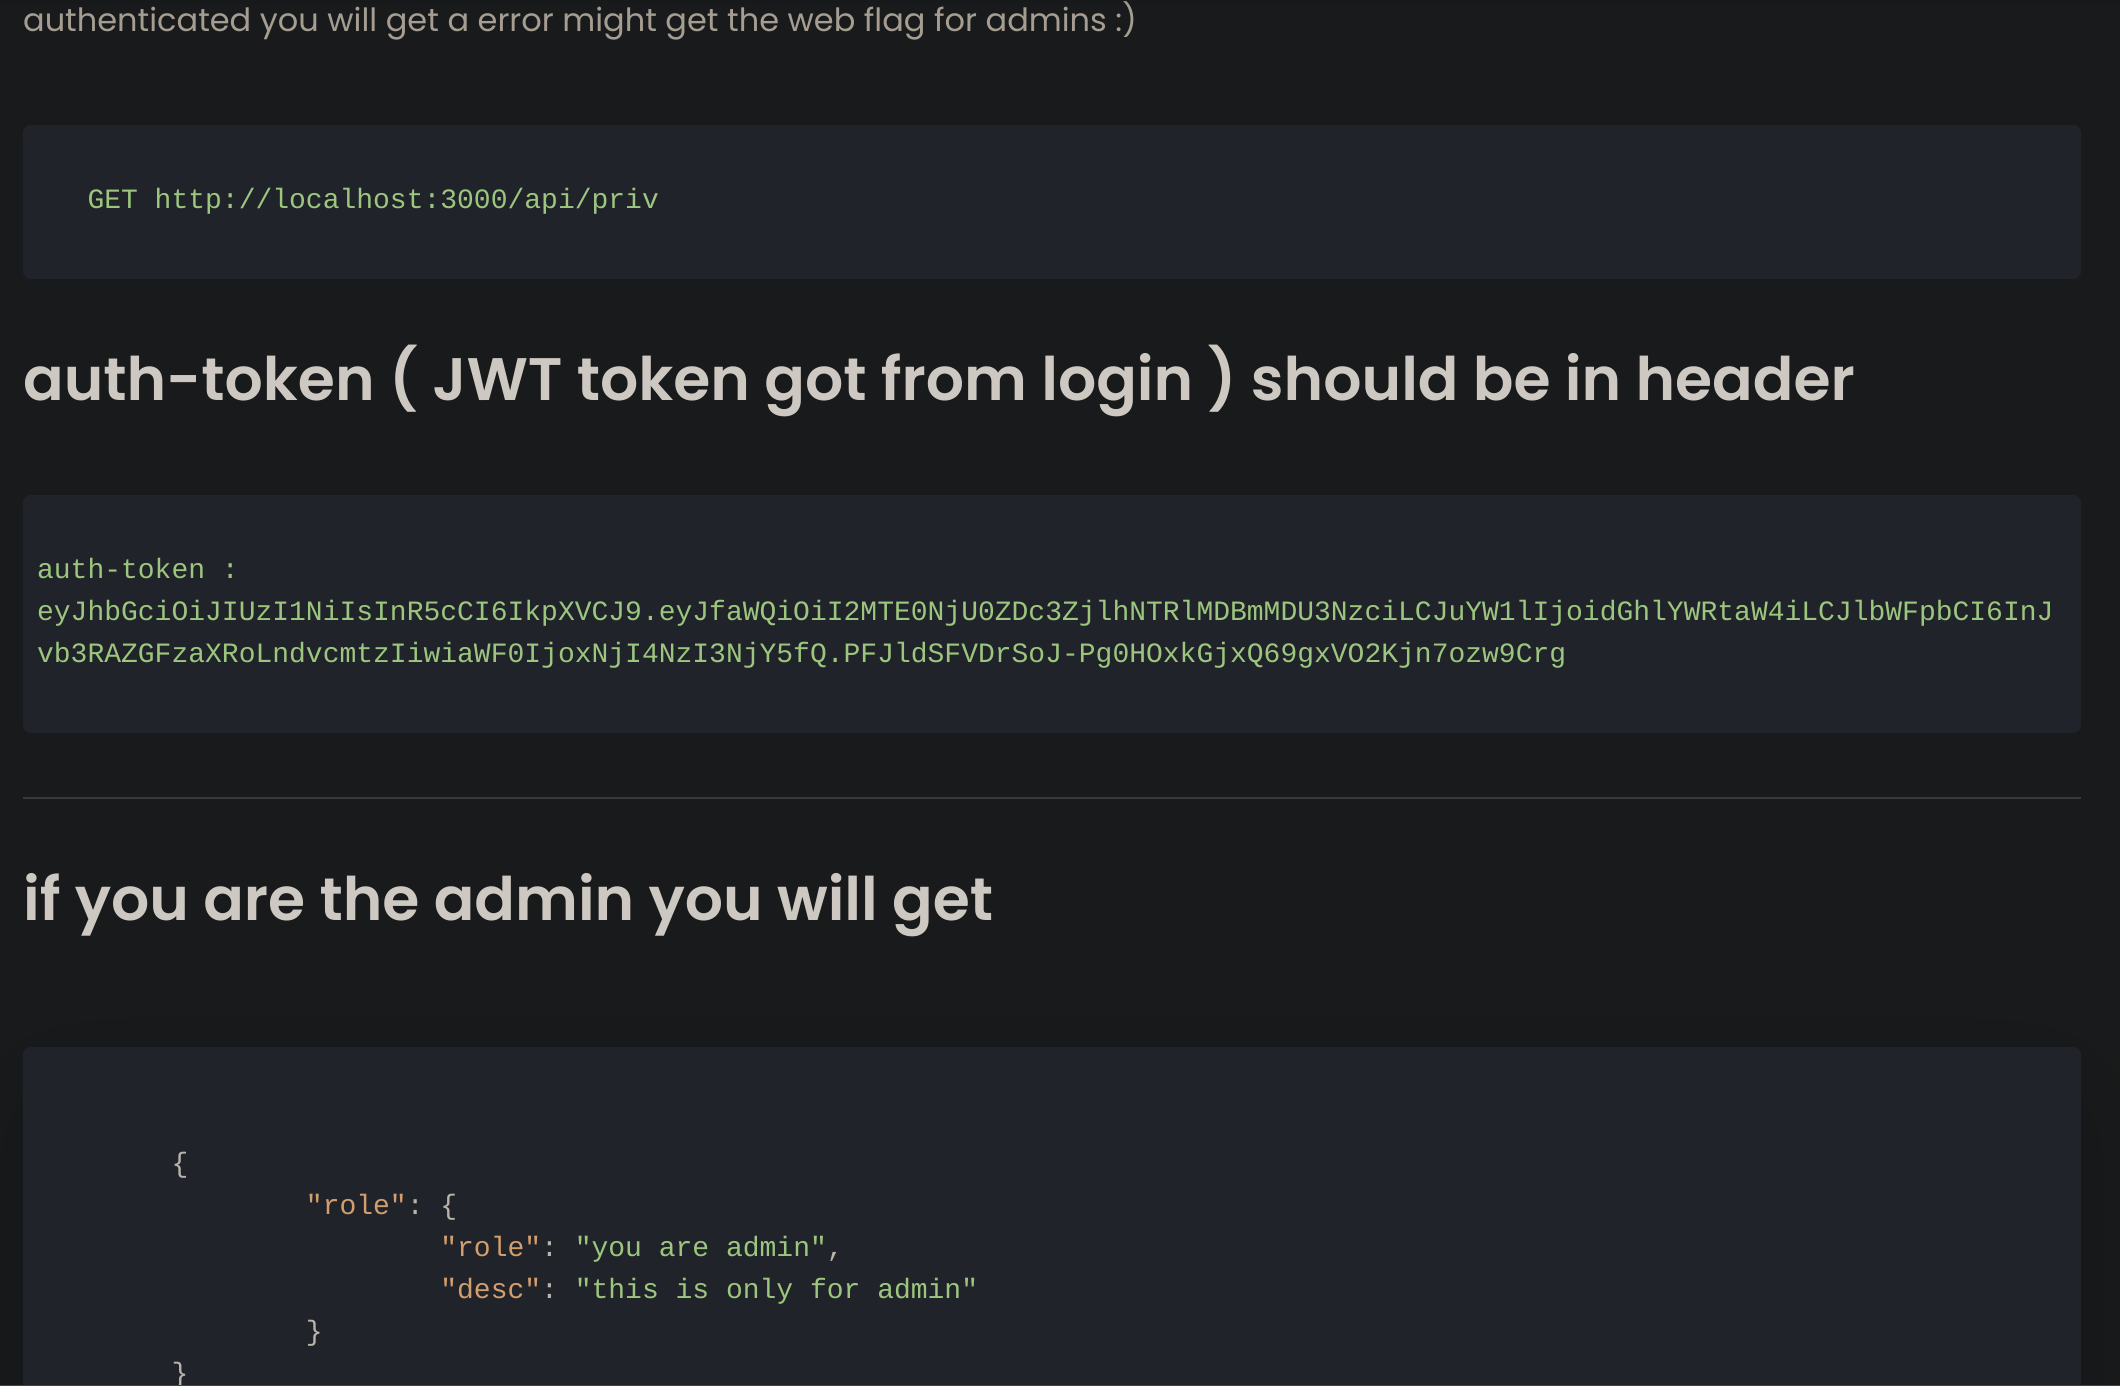 authenticated you will get a error might get the web flag for admins :)
GET http://localhost:3000/api/priv
auth-token ( JWT token got from login ) should be in header
auth-token :
eyJhbGciOiJIUzI1NiIsInR5cCI6IkpXVCJ9.eyJfaWQiOiI2MTE0NjU0ZDc3ZjlhNTRlMDBmMDU3NzciLCJuYW1lIjoidGhlYWRtaW4iLCJlbWFpbCI6InJ
vb3RAZGFzaXRoLndvcmtzIiwiaWF0IjoxNjI4NzI3NjY5fQ.PFJldSFVDrSoJ-Pg0HOxkGjxQ69gxVO2Kjn7ozw9Crg
if you are the admin you will get
{
"role": {
"role": "you are admin",
"desc": "this is only for admin"
}
}